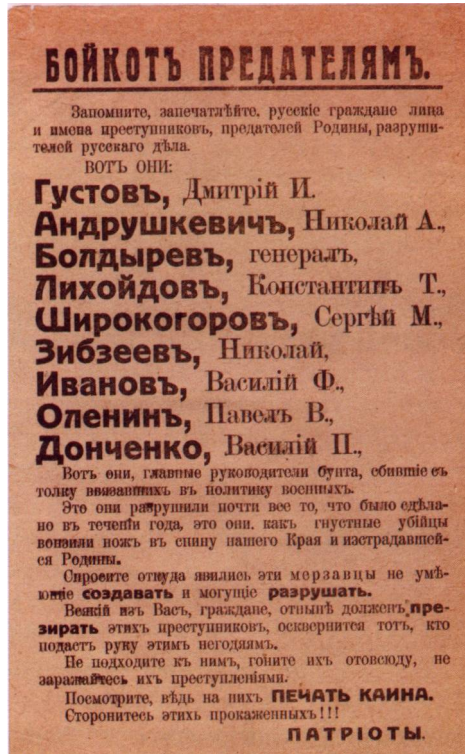 БОЙКОТЪ ПРЕДАТЕЛЯМЪ.
Запомните, запечатлѣйте, русскіе граждане лица
и имена преступниковъ, предателей Родины, разруши-
телей русскаго дѣла.
ВОТЪ ОНИ:
Густовъ, Дмитрій И.
Андрушкевичъ, Николай А.,
Болдыревъ, генералъ,
Лихойдовъ, Константинъ Т.,
Широкогоровъ, Сергѣй М.,
Зибзеевъ, Николай,
Ивановъ, Василій Ф.,
Оленинъ, Павелъ В.,
Донченко, Василій П.,
Вотъ они, главные руководители бунта, сбившіе съ
толку ввязавшихъ въ политику военныхъ.
Это они разрушили почти все то, что было сдѣла-
но въ теченіи года, это они. какъ гнустные убійцы
вонзили ножъ въ спину нашего Края и изстрадавшей-
ся Родины.
Спросите откуда явились эти мерзавцы не умѣ-
ющіе создавать и могущіе разрушать.
Всякій изъ Васъ, граждане, отнынѣ долженъ пре-
зирать этихъ преступниковъ, осквернится тотъ, кто
подастъ руку этимъ негодяямъ.
Не подходите къ нимъ, гоните ихъ отовсюду, не
заражайтесь ихъ преступленіями.
Посмотрите, вѣдь на нихъ ПЕЧАТЬ КАИНА.
Сторонитесь этихъ прокаженныхъ!!!
ПАТРІОТЫ.